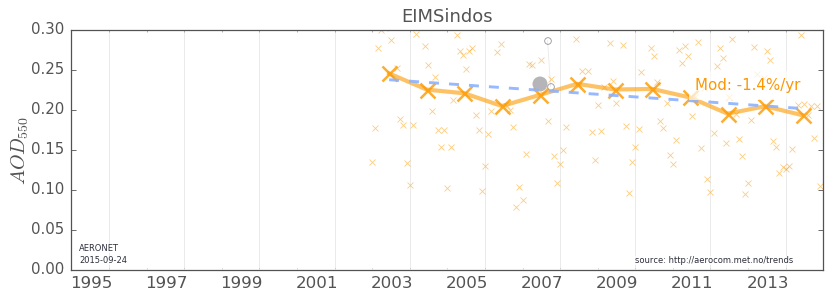 EIMSindos
0.30
0.25
0.20
0.15
0.10
0.05
0.00
AOD550
Mod: -1.4%/yr
AERONET
2015-09-24
source: http://aerocom.met.no/trends
1995 1997 1999 2001 2003 2005 2007 2009 2011 2013